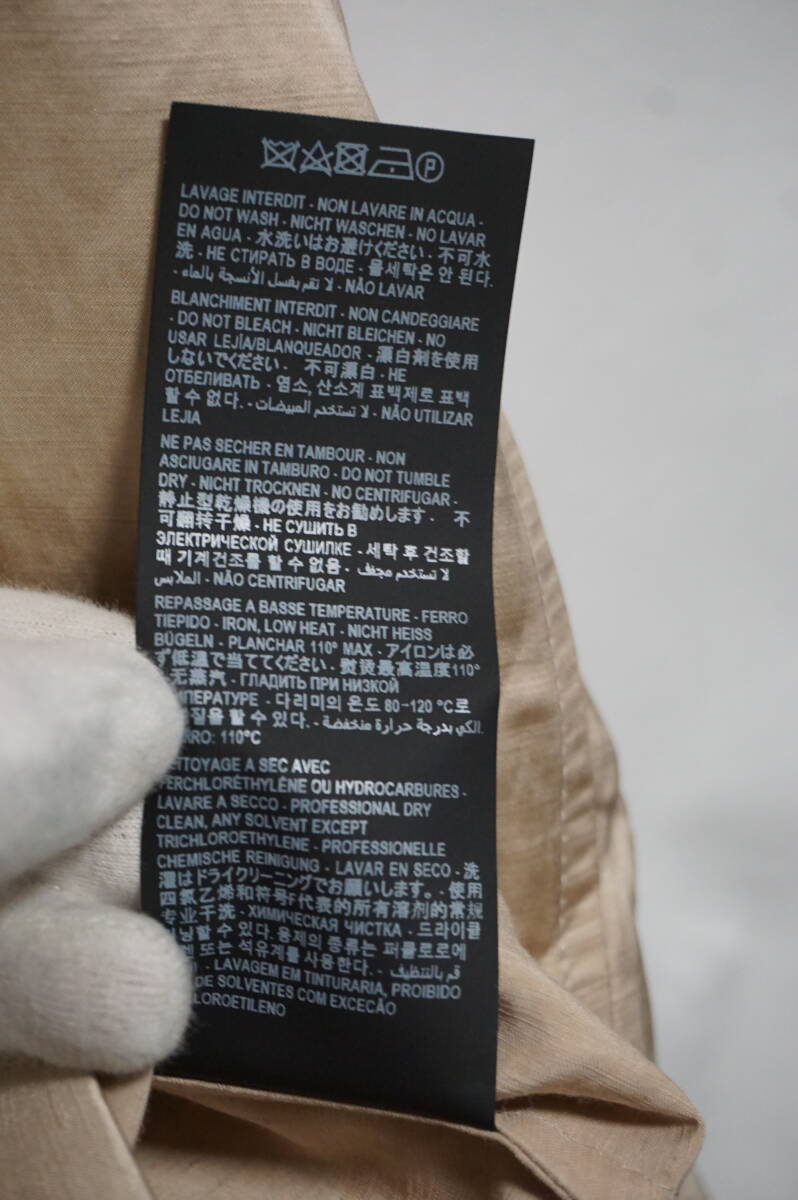 P
LAVAGE INTERDIT - NON LAVARE IN ACQUA -
DO NOT WASH - NICHT WASCHEN - NO LAVAR
EN AGUA - 水洗いはお避けください - 不可水
洗 - НЕ СТИРАТЬ В ВОДЕ - 물세탁은 안 된다.
- لا تقم بغسل الأنسجة بالماء - NÃO LAVAR
BLANCHIMENT INTERDIT - NON CANDEGGIARE
- DO NOT BLEACH - NICHT BLEICHEN - NO
USAR LEJÍA/BLANQUEADOR - 漂白剤を使用
しないでください. 不可漂白 - НЕ
ОТБЕЛИВАТЬ - 염소, 산소계 표백제로 표백
할 수 없다. - لا تستخدم المبيضات - NÃO UTILIZAR
LEJIA
NE PAS SECHER EN TAMBOUR - NON
ASCIUGARE IN TAMBURO - DO NOT TUMBLE
DRY - NICHT TROCKNEN - NO CENTRIFUGAR -
静止型乾燥機の使用をお勧めします - 不
可翻转干燥 - НЕ СУШИТЬ В
ЭЛЕКТРИЧЕСКОЙ СУШИЛКЕ - 세탁 후 건조할
때 기계건조를 할 수 없음. - لا تستخدم مجفف
الملابس - NÃO CENTRIFUGAR
REPASSAGE A BASSE TEMPERATURE - FERRO
TIEPIDO - IRON, LOW HEAT - NICHT HEISS
BÜGELN - PLANCHAR 110° MAX - アイロンは必
ず低温で当ててください. 熨烫最高温度110°
无蒸汽 - ГЛАДИТЬ ПРИ НИЗКОЙ
МПЕРАТУРЕ - 다리미의 온도 80-120 °C로
질을 할 수 있다. - الكي بدرجة حرارة منخفضة.
RRO: 110°C
ETTOYAGE A SEC AVEC
PERCHLORÉTHYLÈNE OU HYDROCARBURES -
LAVARE A SECCO - PROFESSIONAL DRY
CLEAN, ANY SOLVENT EXCEPT
TRICHLOROETHYLENE - PROFESSIONELLE
CHEMISCHE REINIGUNG - LAVAR EN SECO - 洗
濯はドライクリーニングでお願いします。 - 使用
四氯乙烯和符号F代表的所有溶剂的常规
专业干洗 - ХИМИЧЕСКАЯ ЧИСТКА - 드라이클
닝할 수 있다. 용제의 종류는 퍼클로로에
렌 또는 석유계를 사용한다. - قم بالتنظيف
- LAVAGEM EM TINTURARIA, PROIBIDO
DE SOLVENTES COM EXCECÃO
LOROETILENO